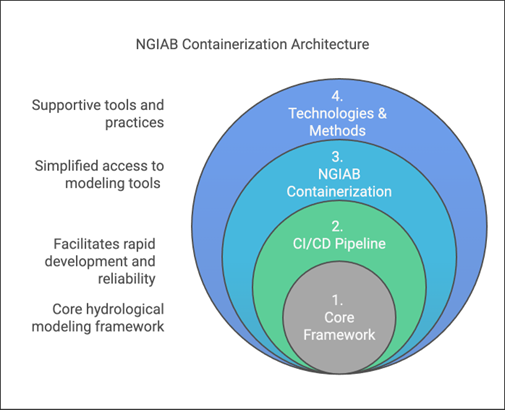 NGIAB Containerization Architecture
Supportive tools and
practices
4.
Technologies &
Methods
Simplified access to
modeling tools
3.
NGIAB
Containerization
Facilitates rapid
development and
reliability
2.
CI/CD Pipeline
Core hydrological
modeling framework
1.
Core
Framework